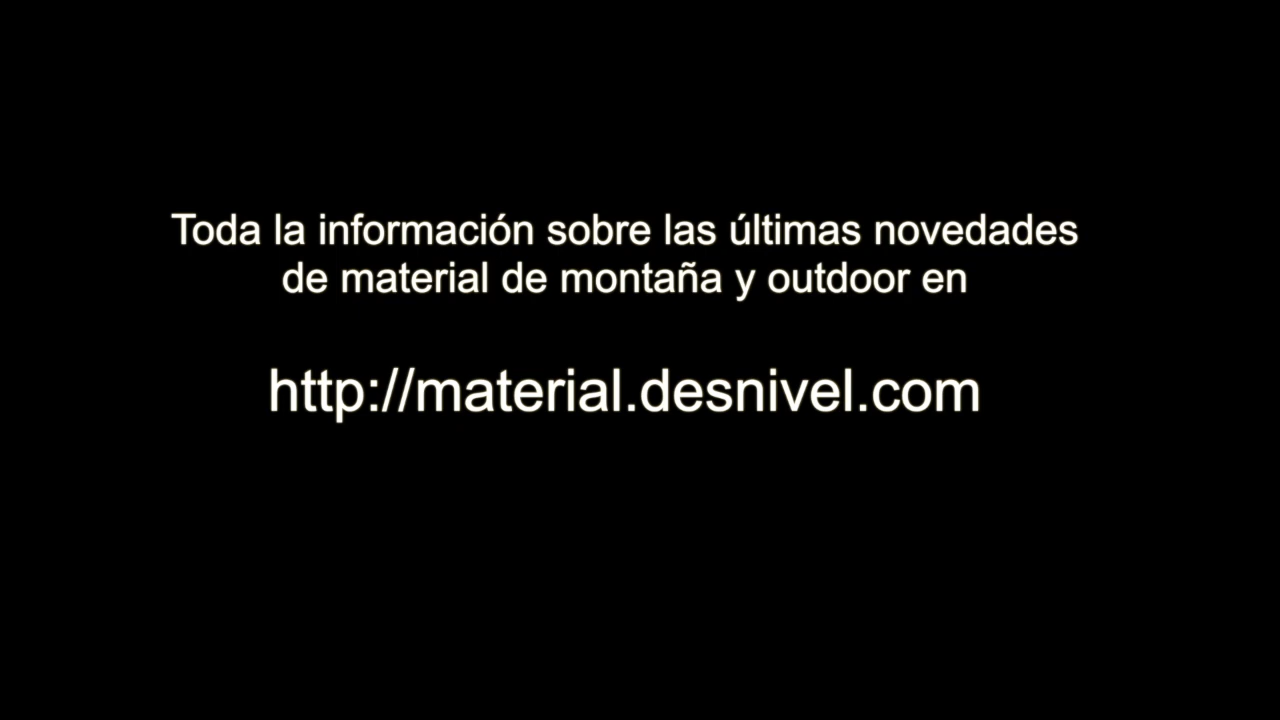 Toda la información sobre las últimas novedades
de material de montaña y outdoor en
http://material.desnivel.com